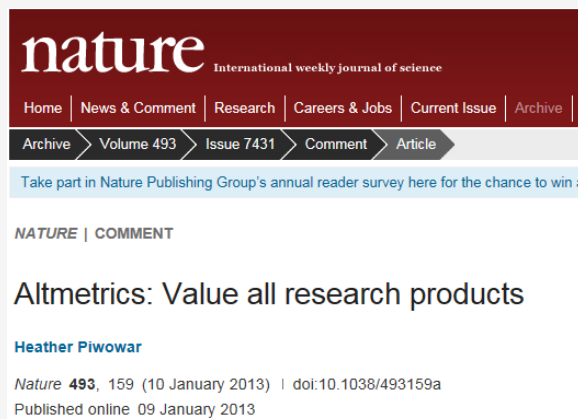 nature International weekly journal of science
Home News & Comment Research Careers & Jobs Current Issue Archive
Archive Volume 493 Issue 7431 Comment Article
Take part in Nature Publishing Group's annual reader survey here for the chance to win
NATURE | COMMENT
Altmetrics: Value all research products
Heather Piwowar
Nature 493, 159 (10 January 2013) | doi:10.1038/493159a
Published online 09 January 2013